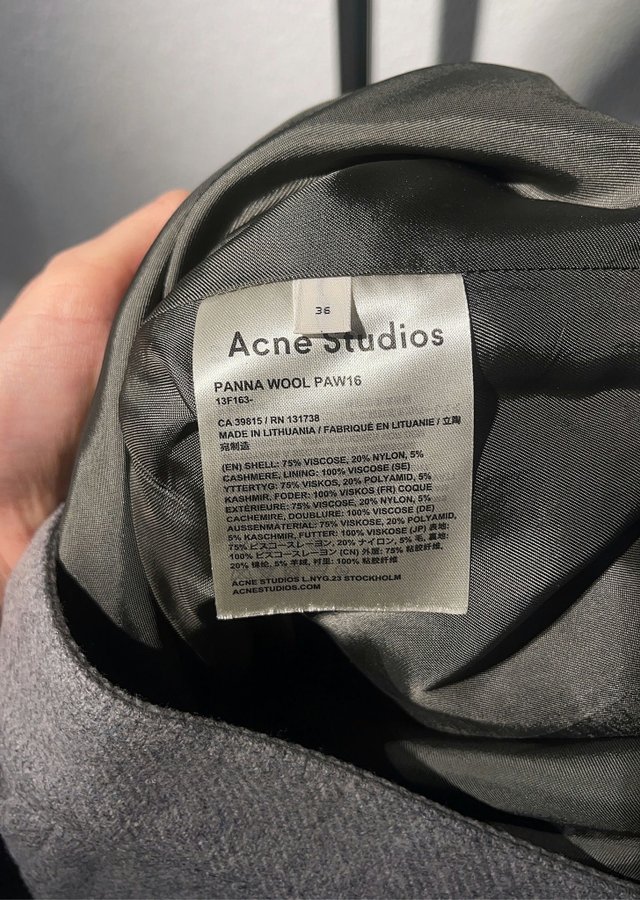 36
Acne Studios
PANNA WOOL PAW16
13F163-
CA 39815 / RN 131738
MADE IN LITHUANIA / FABRIQUÉ EN LITUANIE / 立陶
宛制造
(EN) SHELL: 75% VISCOSE, 20% NYLON, 5%
CASHMERE, LINING: 100% VISCOSE (SE)
YTTERTYG: 75% VISKOS, 20% POLYAMID, 5%
KASHMIR, FODER: 100% VISKOS (FR) COQUE
EXTÉRIEURE: 75% VISCOSE, 20% NYLON, 5%
CACHEMIRE, DOUBLURE: 100% VISCOSE (DE)
AUSSENMATERIAL: 75% VISKOSE, 20% POLYAMID,
5% KASCHMIR, FUTTER: 100% VISKOSE (JP) 表地:
75% ビスコースレーヨン, 20% ナイロン, 5% 毛, 裏地:
100% ビスコースレーヨン (CN) 外层: 75% 粘胶纤维,
20% 锦纶, 5% 羊绒, 衬里: 100% 粘胶纤维
ACNE STUDIOS L.NYG.23 STOCKHOLM
ACNESTUDIOS.COM